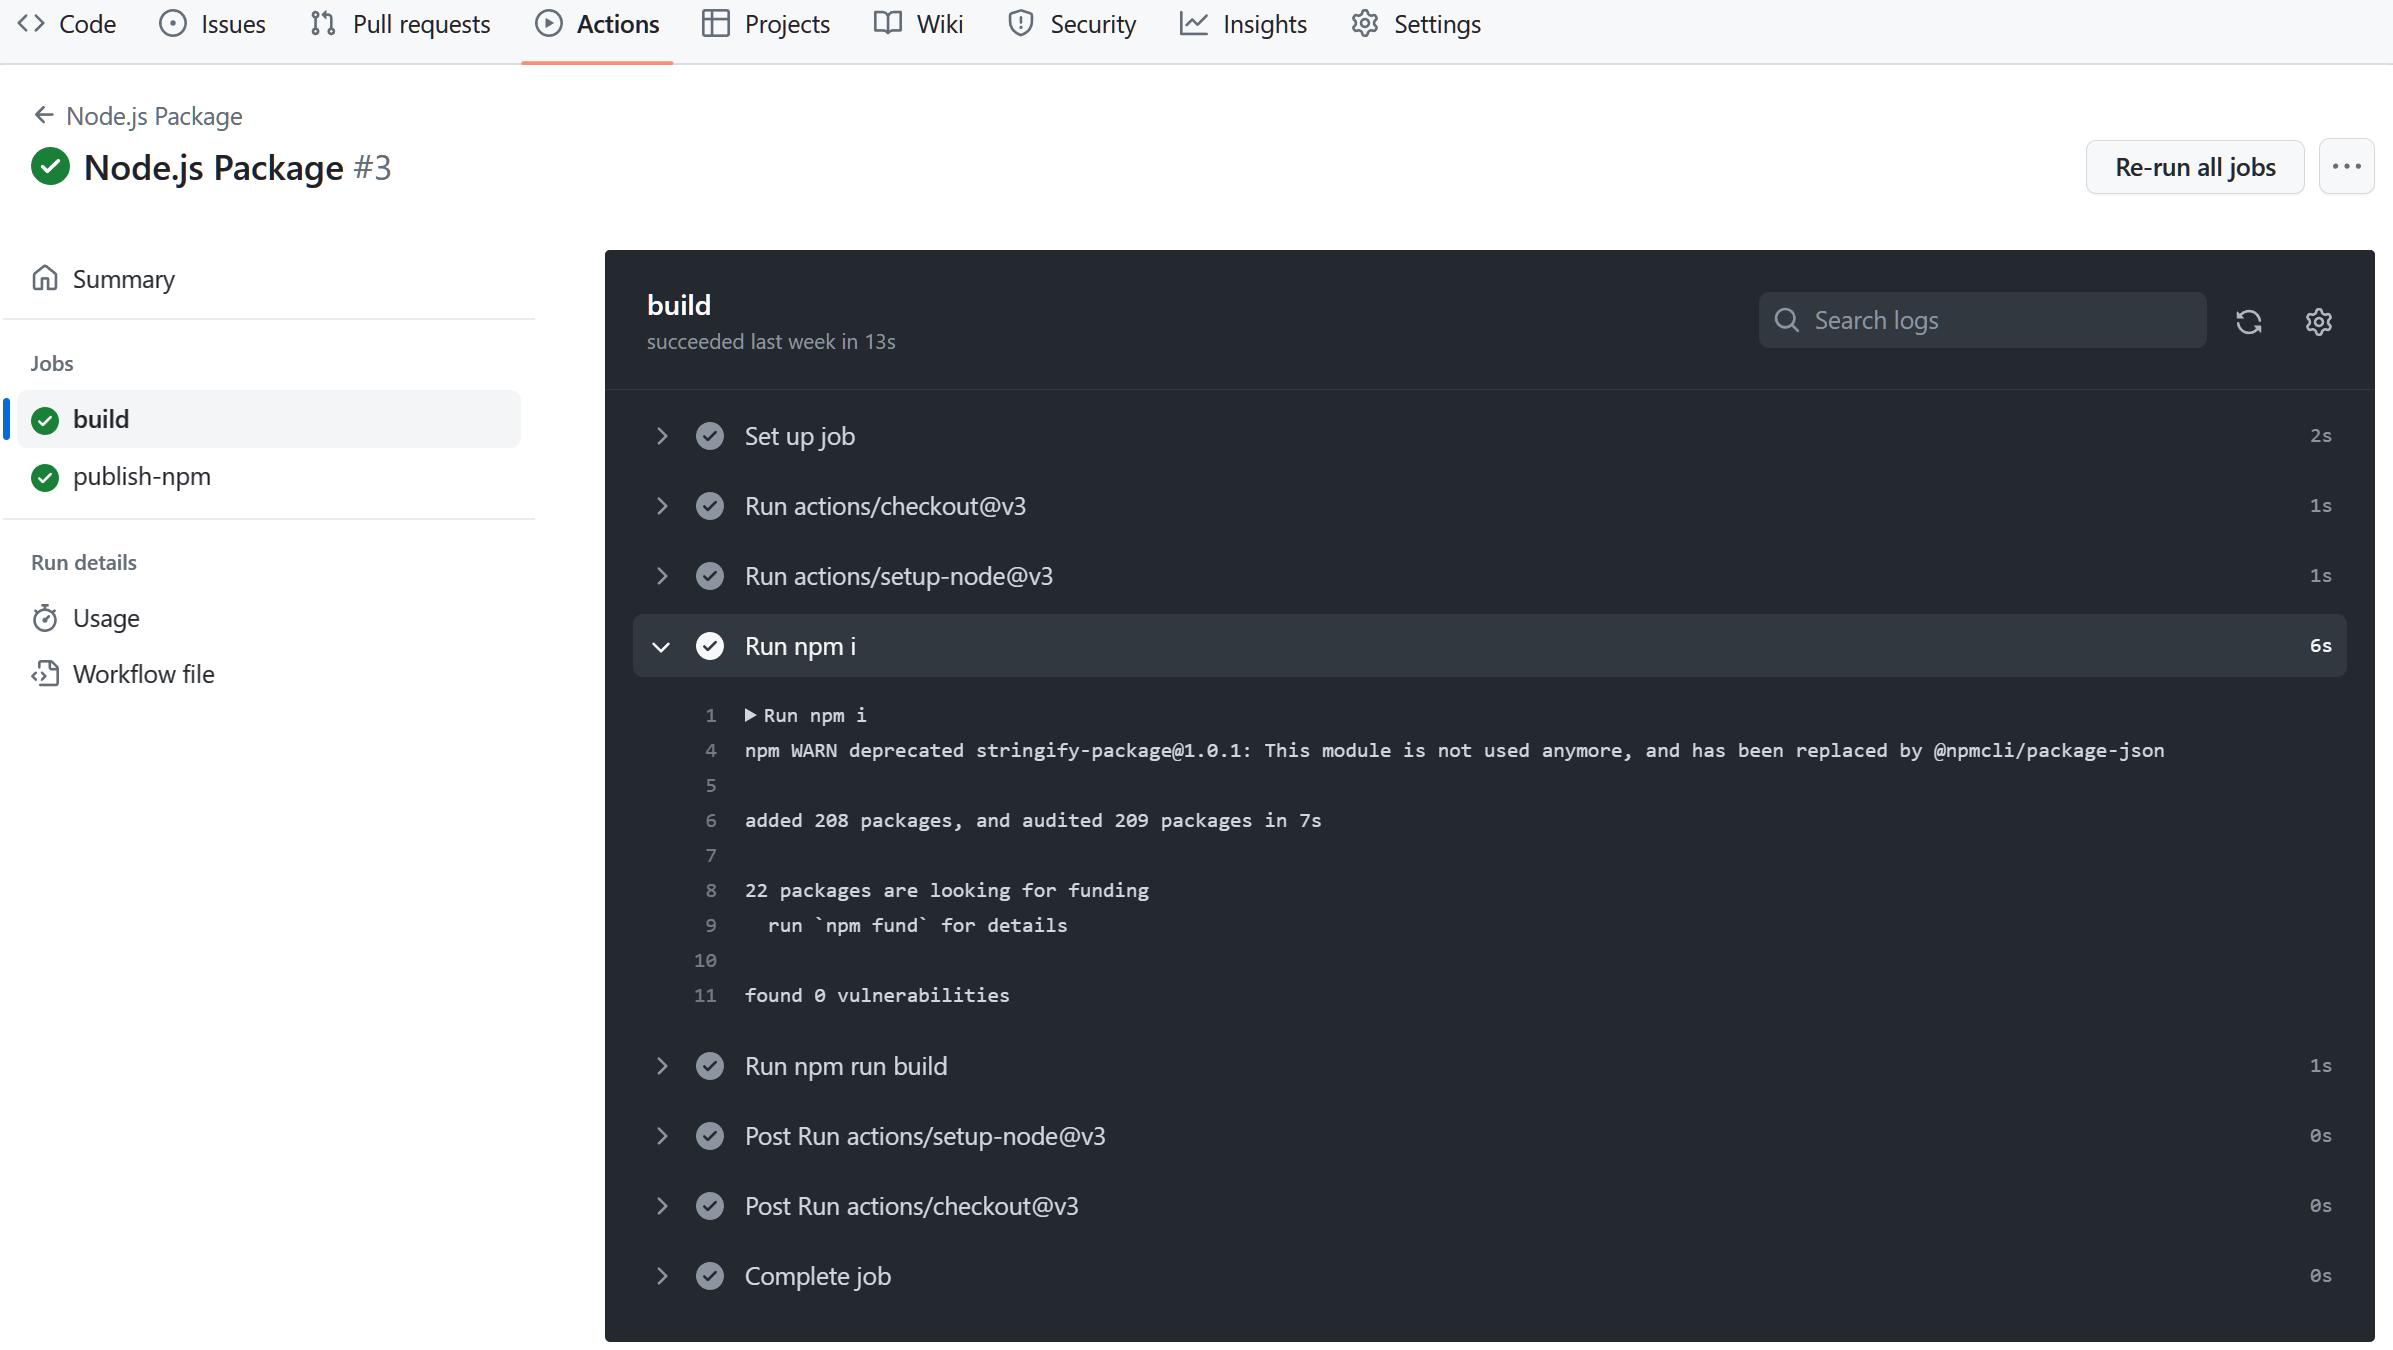 Code Issues Pull requests Actions Projects Wiki Security Insights Settings
Node.js Package
Node.js Package #3
Re-run all jobs
Summary
Jobs
build
publish-npm
Run details
Usage
Workflow file
build
succeeded last week in 13s
Search logs
Set up job 2s
Run actions/checkout@v3 1s
Run actions/setup-node@v3 1s
Run npm i 6s
1 Run npm i
4 npm WARN deprecated stringify-package@1.0.1: This module is not used anymore, and has been replaced by @npmcli/package-json
5
6 added 208 packages, and audited 209 packages in 7s
7
8 22 packages are looking for funding
9 run `npm fund` for details
10
11 found 0 vulnerabilities
Run npm run build 1s
Post Run actions/setup-node@v3 0s
Post Run actions/checkout@v3 0s
Complete job 0s